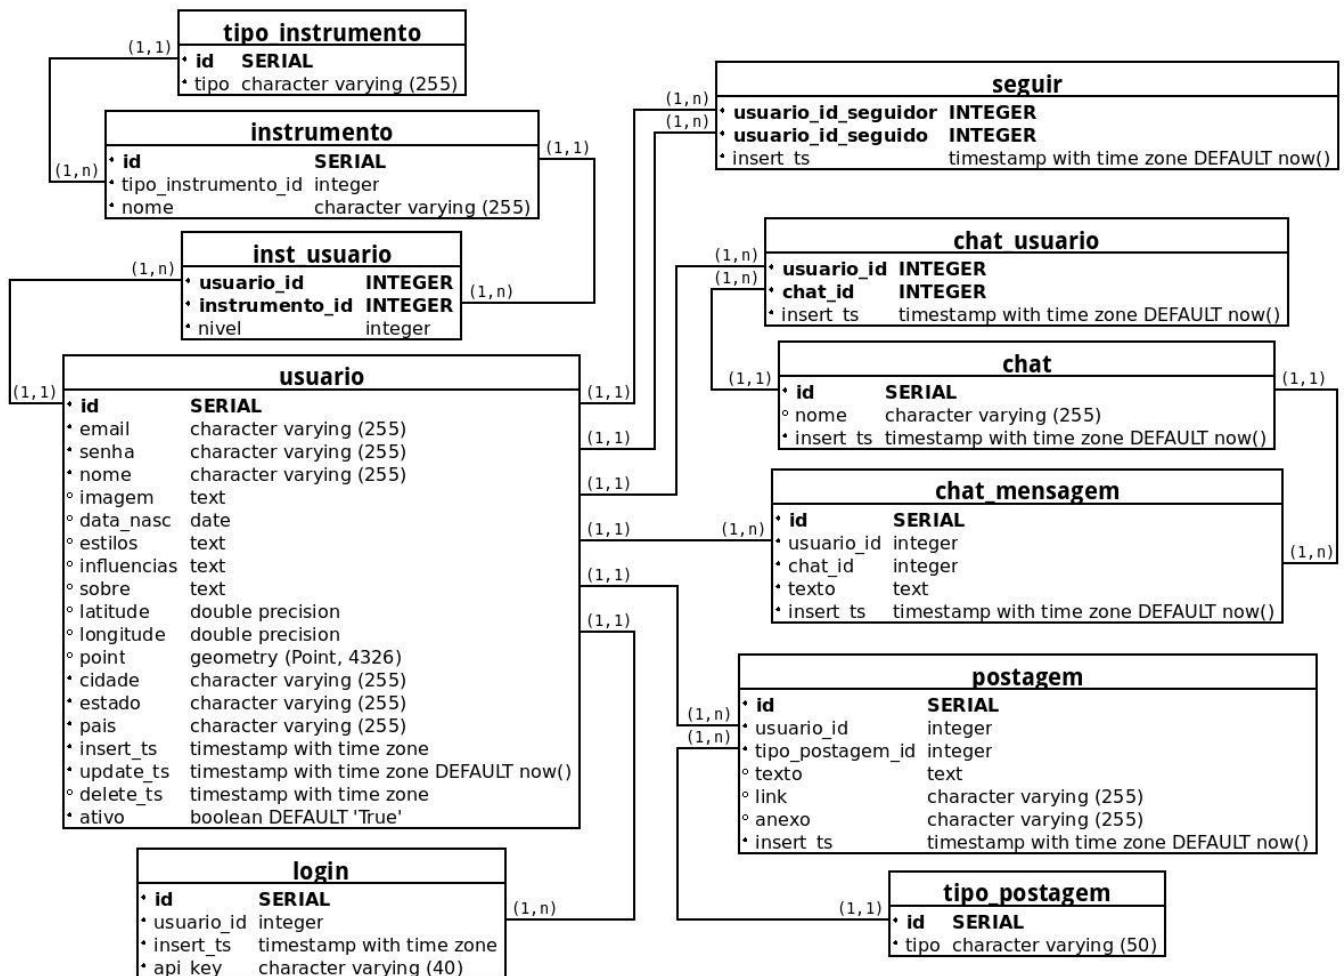 tipo_instrumento
id SERIAL
tipo character varying (255)
(1,1)
(1,n)
instrumento
id SERIAL
tipo_instrumento_id integer
nome character varying (255)
(1,1)
(1,n)
inst_usuario
usuario_id INTEGER
instrumento_id INTEGER
nivel integer
(1,n)
(1,1)
usuario
id SERIAL
email character varying (255)
senha character varying (255)
nome character varying (255)
imagem text
data_nasc date
estilos text
influencias text
sobre text
latitude double precision
longitude double precision
point geometry (Point, 4326)
cidade character varying (255)
estado character varying (255)
pais character varying (255)
insert_ts timestamp with time zone
update_ts timestamp with time zone DEFAULT now()
delete_ts timestamp with time zone
ativo boolean DEFAULT 'True'
(1,1)
(1,1)
(1,1)
(1,1)
(1,1)
(1,1)
login
id SERIAL
usuario_id integer
insert_ts timestamp with time zone
api_key character varying (40)
(1,n)
seguir
(1,n)
(1,n)
usuario_id_seguidor INTEGER
usuario_id_seguido INTEGER
insert_ts timestamp with time zone DEFAULT now()
chat_usuario
(1,n)
(1,n)
usuario_id INTEGER
chat_id INTEGER
insert_ts timestamp with time zone DEFAULT now()
chat
(1,1)
(1,1)
id SERIAL
nome character varying (255)
insert_ts timestamp with time zone DEFAULT now()
chat_mensagem
(1,n)
(1,n)
id SERIAL
usuario_id integer
chat_id integer
texto text
insert_ts timestamp with time zone DEFAULT now()
postagem
(1,n)
(1,n)
id SERIAL
usuario_id integer
tipo_postagem_id integer
texto text
link character varying (255)
anexo character varying (255)
insert_ts timestamp with time zone DEFAULT now()
tipo_postagem
(1,1)
id SERIAL
tipo character varying (50)